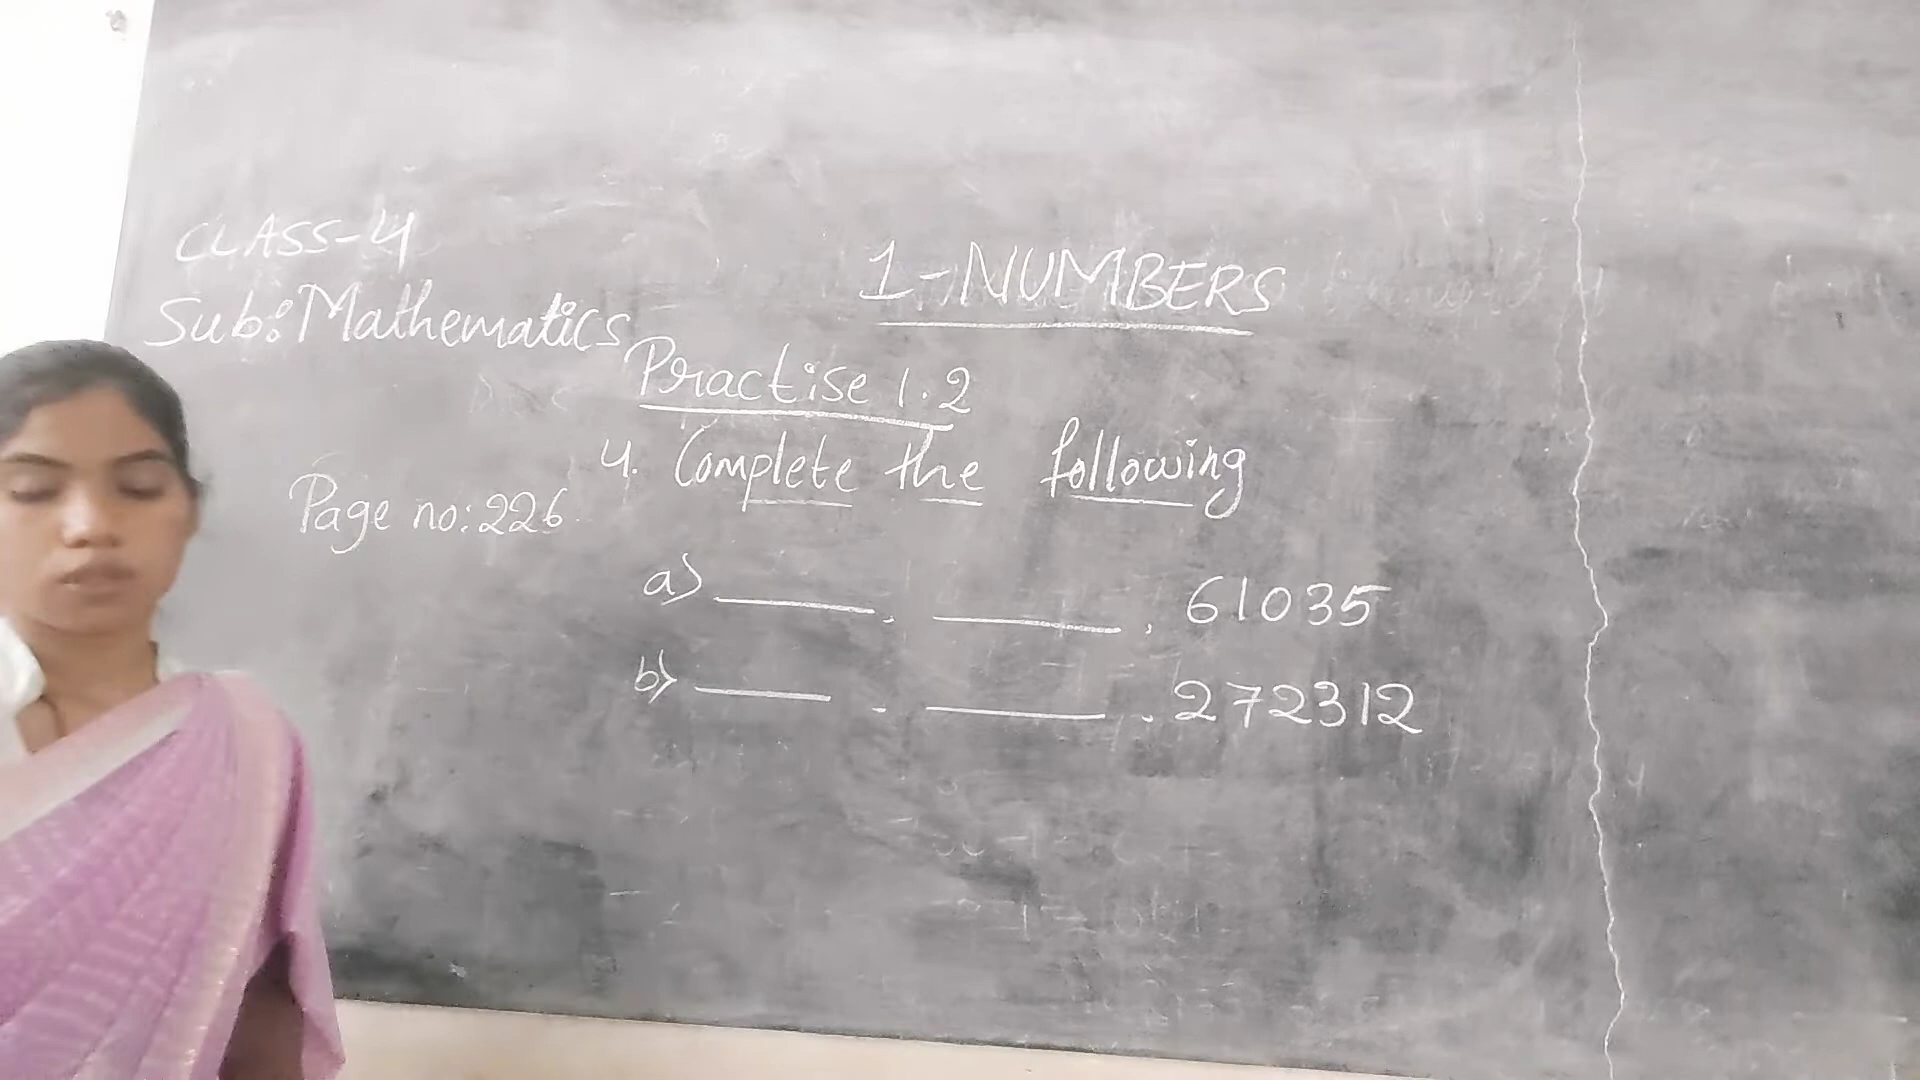 CLASS-4
Sub: Mathematics
1-NUMBERS
Practise 1.2
4. Complete the following
Page no: 226
a) ______, ______, 61035
b) ______, ______, 272312